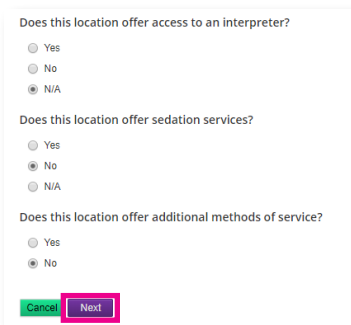 Does this location offer access to an interpreter?
Yes
No
N/A
Does this location offer sedation services?
Yes
No
N/A
Does this location offer additional methods of service?
Yes
No
Cancel Next